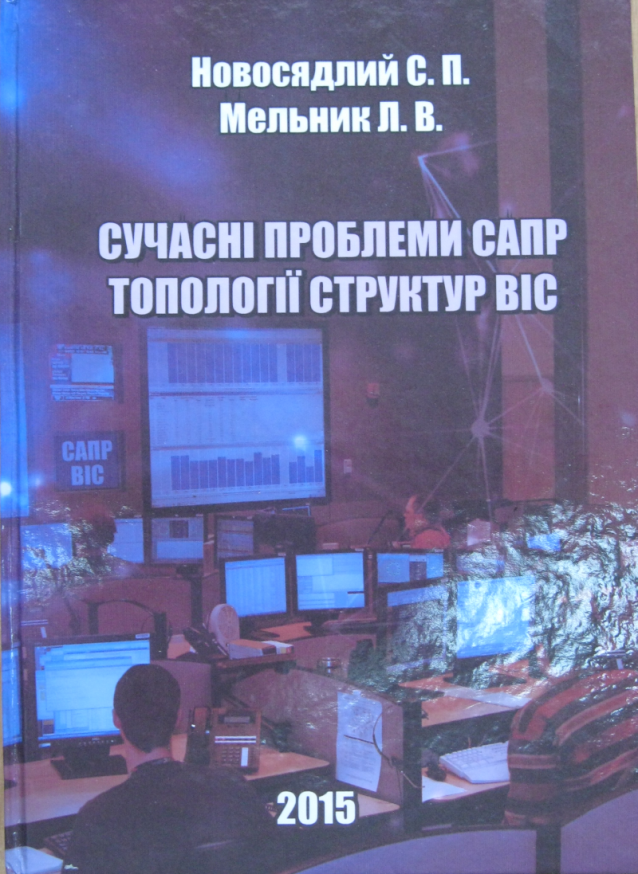 Новосядлий С. П.
Мельник Л. В.
СУЧАСНІ ПРОБЛЕМИ САПР
ТОПОЛОГІЇ СТРУКТУР ВІС
САПР
ВІС
2015